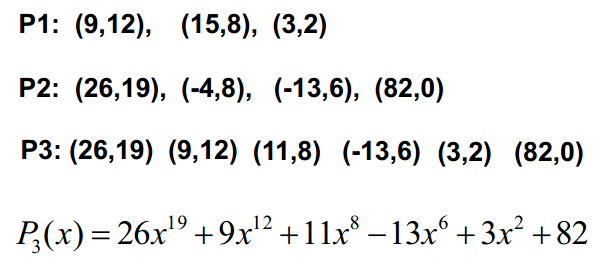 P1: (9,12), (15,8), (3,2)
P2: (26,19), (-4,8), (-13,6), (82,0)
P3: (26,19) (9,12) (11,8) (-13,6) (3,2) (82,0)
P₃(x) = 26x¹⁹ + 9x¹² + 11x⁸ − 13x⁶ + 3x² + 82